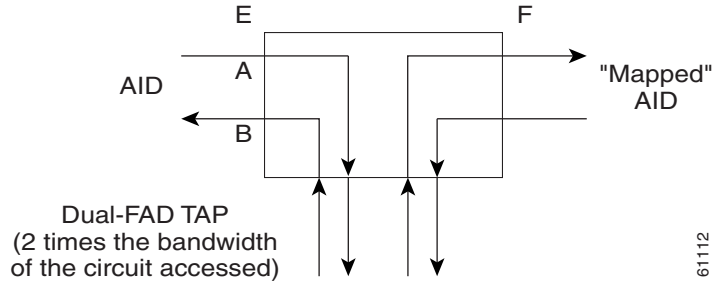 E
F
A
AID
B
"Mapped"
AID
Dual-FAD TAP
(2 times the bandwidth
of the circuit accessed)
61112